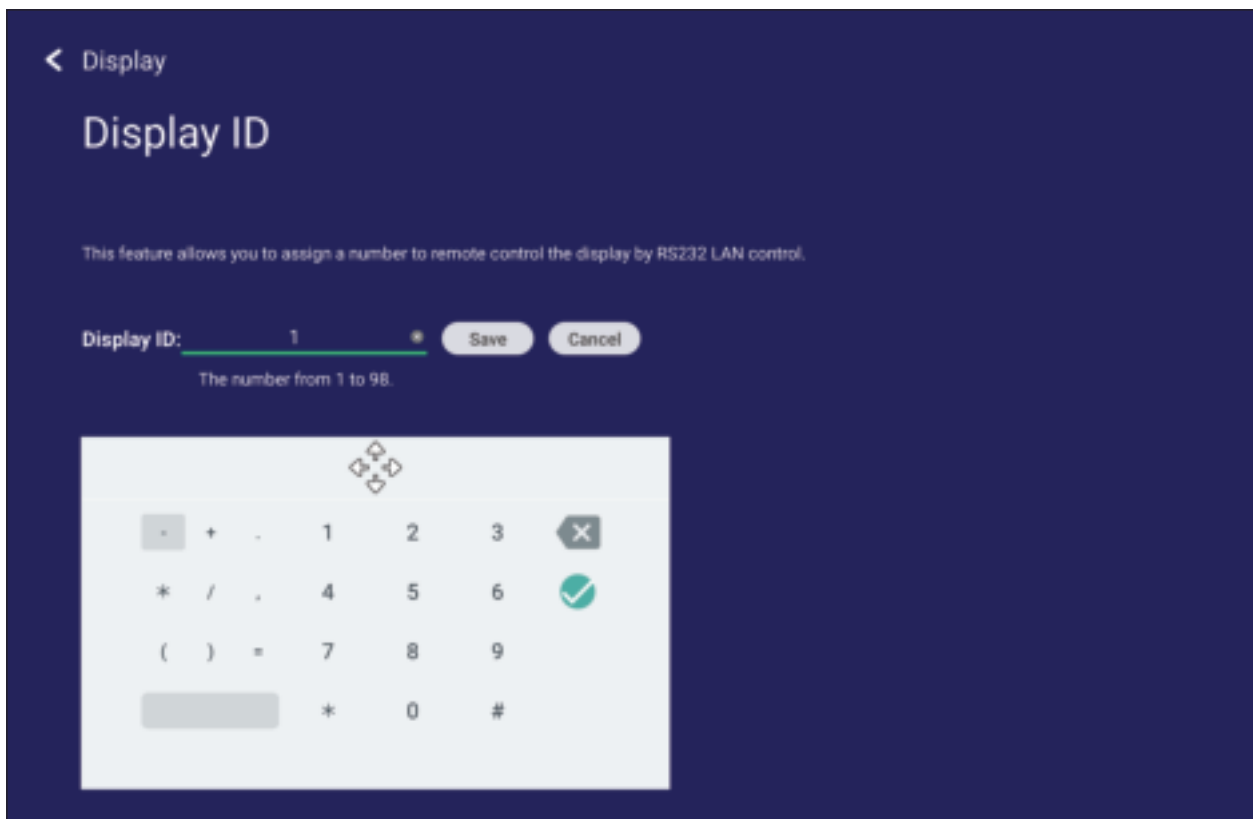 Display
Display ID
This feature allows you to assign a number to remote control the display by RS232 LAN control.
Display ID: 1 Save Cancel
The number from 1 to 98.
- + . 1 2 3
* / , 4 5 6
( ) = 7 8 9
* 0 #